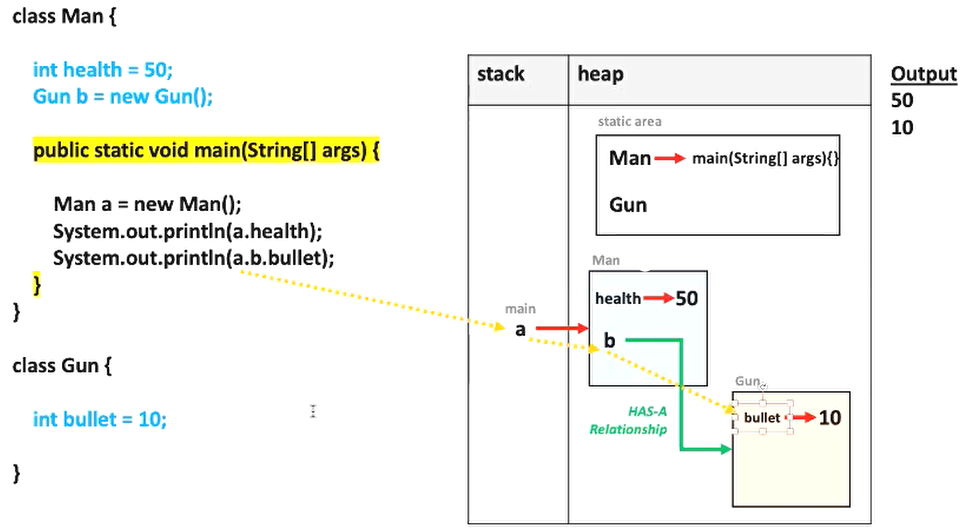 class Man {
int health = 50;
Gun b = new Gun();
public static void main(String[] args) {
Man a = new Man();
System.out.println(a.health);
System.out.println(a.b.bullet);
}
}
class Gun {
int bullet = 10;
}
stack
heap
static area
Man
main(String[] args){}
Gun
Man
health
50
main
a
b
HAS-A
Relationship
Gun
bullet
10
Output
50
10